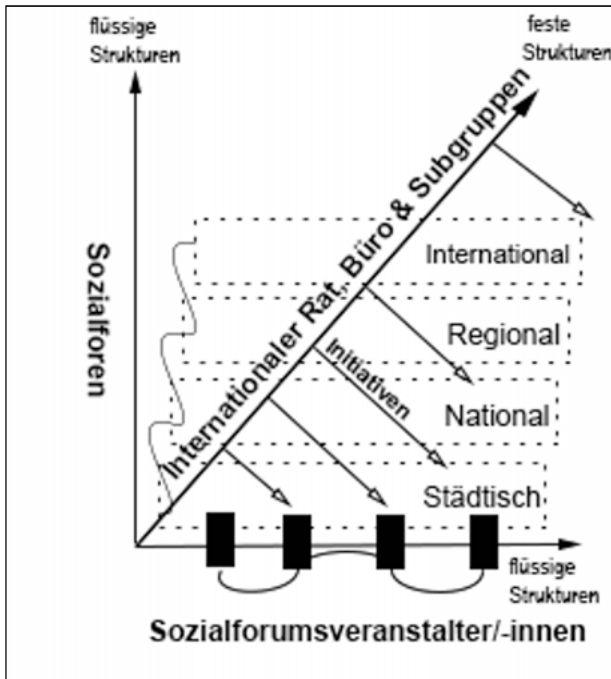 flüssige
Strukturen
feste
Strukturen
Internationaler Rat, Büro & Subgruppen
Sozialforen
International
Regional
Initiativen
National
Städtisch
flüssige
Strukturen
Sozialforumsveranstalter/-innen